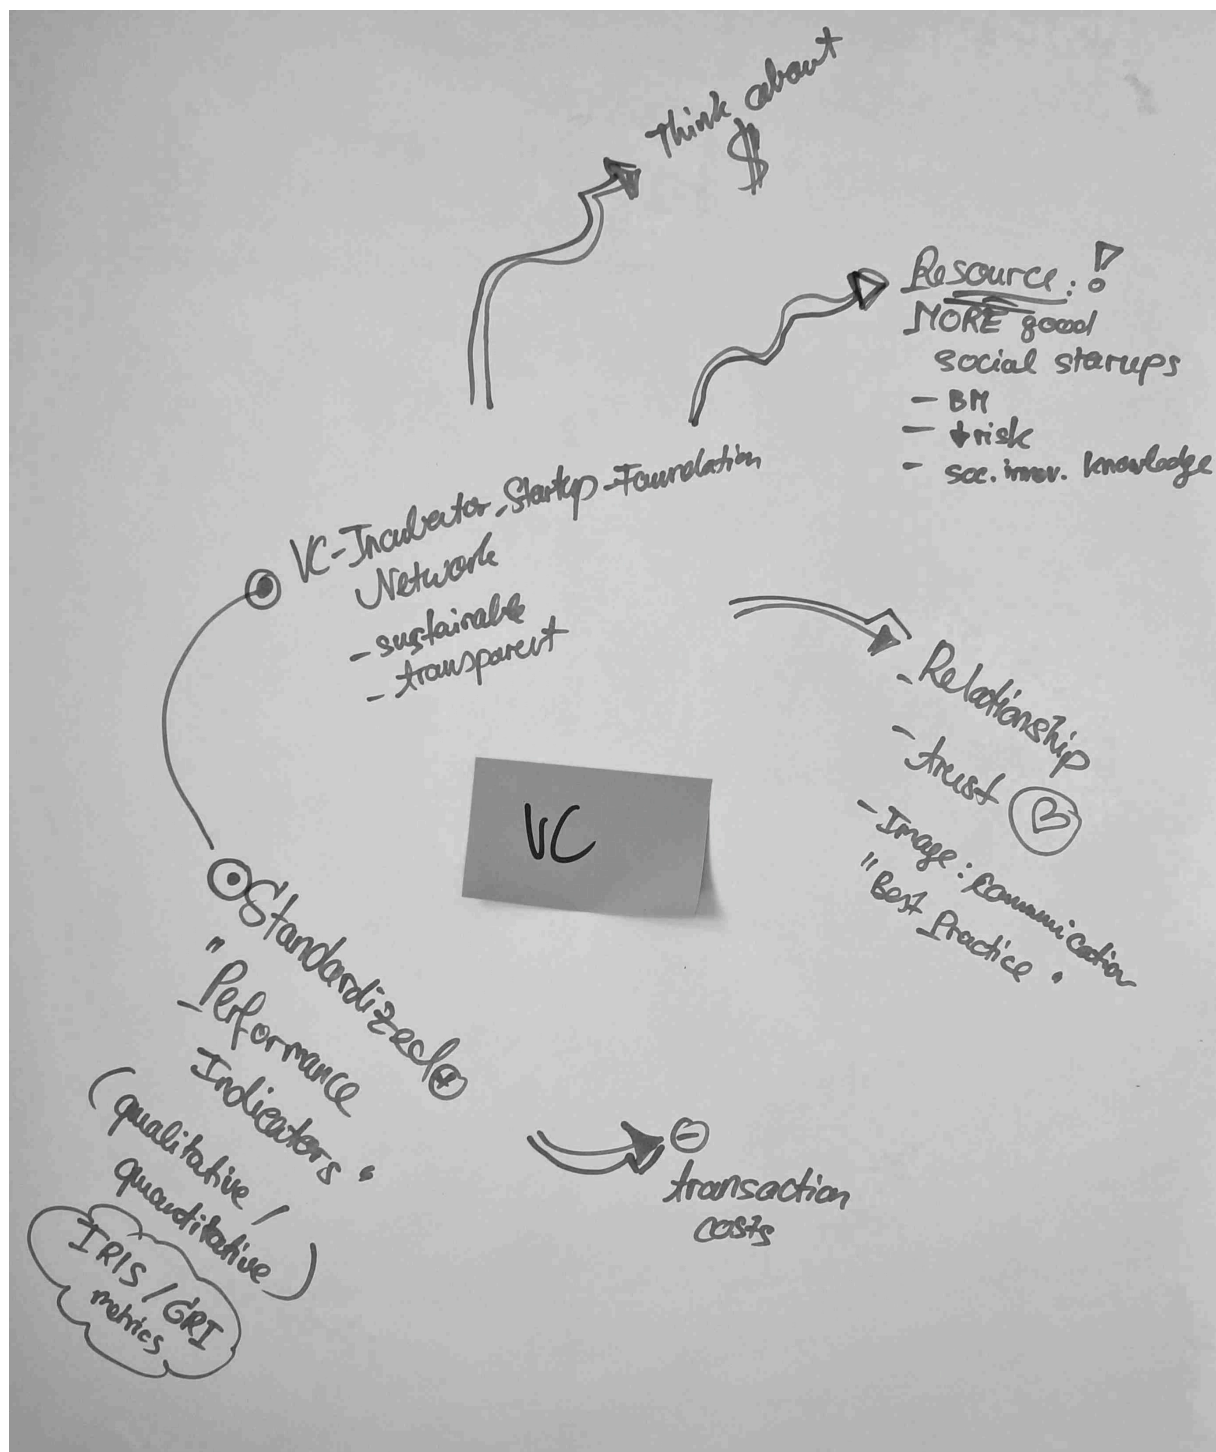 Think about
$
Resource: !
MORE good
social starups
- BM
- ↓risk
- soc. innov. knowledge
VC-Incubator-Startup-Foundation
Network
- sustainable
- transparent
- Relationship
- trust
- Image: communication
"Best Practice"
VC
Standardized +
"Performance
Indicators"
(qualitative /
quantitative)
IRIS / GRI
metrics
-
transaction
costs